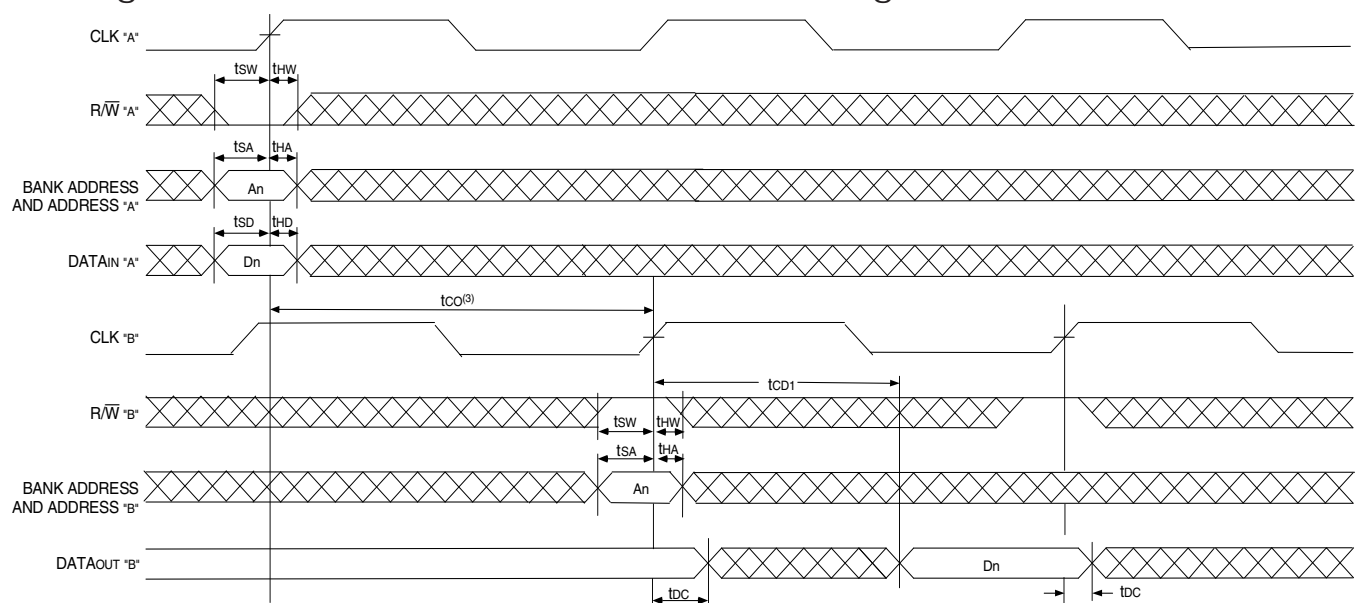 CLK "A"
tSW tHW
R/W̅ "A"
tSA tHA
BANK ADDRESS
AND ADDRESS "A"
An
tSD tHD
DATAIN "A"
Dn
tCO(3)
CLK "B"
tCD1
R/W̅ "B"
tSW tHW
tSA tHA
BANK ADDRESS
AND ADDRESS "B"
An
DATAOUT "B"
Dn
tDC tDC